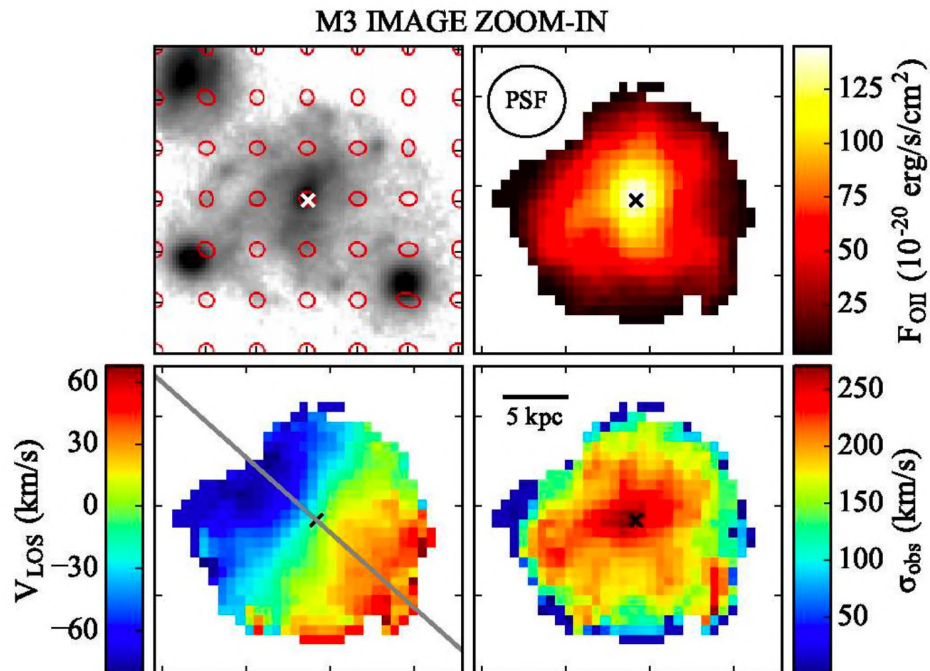 M3 IMAGE ZOOM-IN
PSF
125
100
75
50
25
F_OII (10^-20 erg/s/cm^2)
60
30
0
−30
−60
V_LOS (km/s)
5 kpc
250
200
150
100
50
σ_obs (km/s)